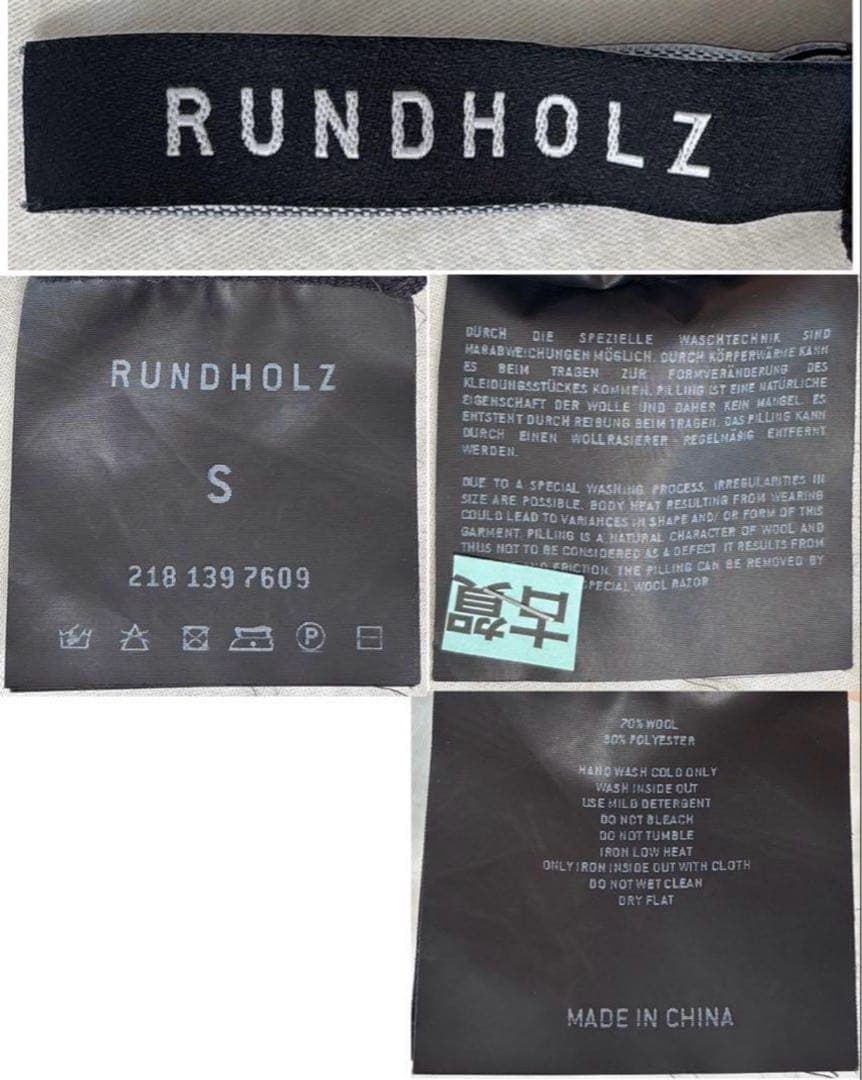 RUNDHOLZ
RUNDHOLZ
S
218 139 7609
P
DURCH DIE SPEZIELLE WASCHTECHNIK SIND
MAßABWEICHUNGEN MÖGLICH. DURCH KÖRPERWÄRME KANN
ES BEIM TRAGEN ZUR FORMVERÄNDERUNG DES
KLEIDUNGSSTÜCKES KOMMEN. PILLING IST EINE NATÜRLICHE
EIGENSCHAFT DER WOLLE UND DAHER KEIN MANGEL. ES
ENTSTEHT DURCH REIBUNG BEIM TRAGEN. DAS PILLING KANN
DURCH EINEN WOLLRASIERER REGELMÄßIG ENTFERNT
WERDEN.
DUE TO A SPECIAL WASHING PROCESS, IRREGULARITIES IN
SIZE ARE POSSIBLE. BODY HEAT RESULTING FROM WEARING
COULD LEAD TO VARIANCES IN SHAPE AND/ OR FORM OF THIS
GARMENT. PILLING IS A NATURAL CHARACTER OF WOOL AND
THUS NOT TO BE CONSIDERED AS A DEFECT. IT RESULTS FROM
AND FRICTION. THE PILLING CAN BE REMOVED BY
SPECIAL WOOL RAZOR
古賀
70% WOOL
30% POLYESTER
HAND WASH COLD ONLY
WASH INSIDE OUT
USE MILD DETERGENT
DO NOT BLEACH
DO NOT TUMBLE
IRON LOW HEAT
ONLY IRON INSIDE OUT WITH CLOTH
DO NOT WET CLEAN
DRY FLAT
MADE IN CHINA